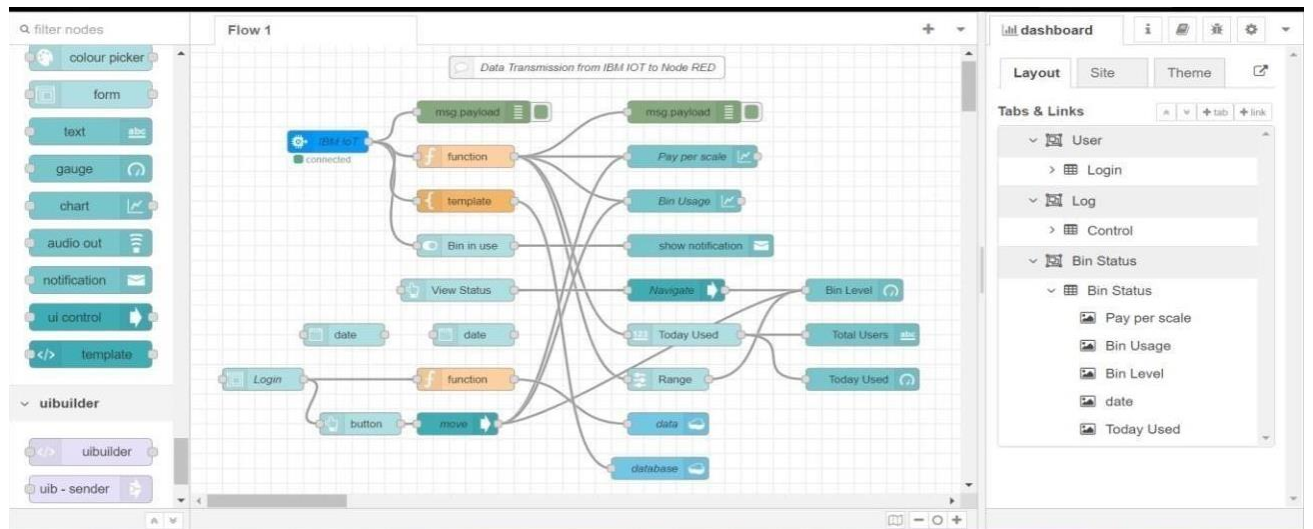 filter nodes
colour picker
form
text
abc
gauge
chart
audio out
notification
ui control
template
uibuilder
uibuilder
uib - sender
Flow 1
Data Transmission from IBM IOT to Node RED
msg.payload
msg.payload
IBM IoT
connected
function
Pay per scale
template
Bin Usage
Bin in use
show notification
View Status
Navigate
Bin Level
date
date
123
Today Used
Total Users
abc
Login
function
Range
Today Used
button
move
data
database
dashboard
i
Layout
Site
Theme
Tabs & Links
+ tab
+ link
User
Login
Log
Control
Bin Status
Bin Status
Pay per scale
Bin Usage
Bin Level
date
Today Used